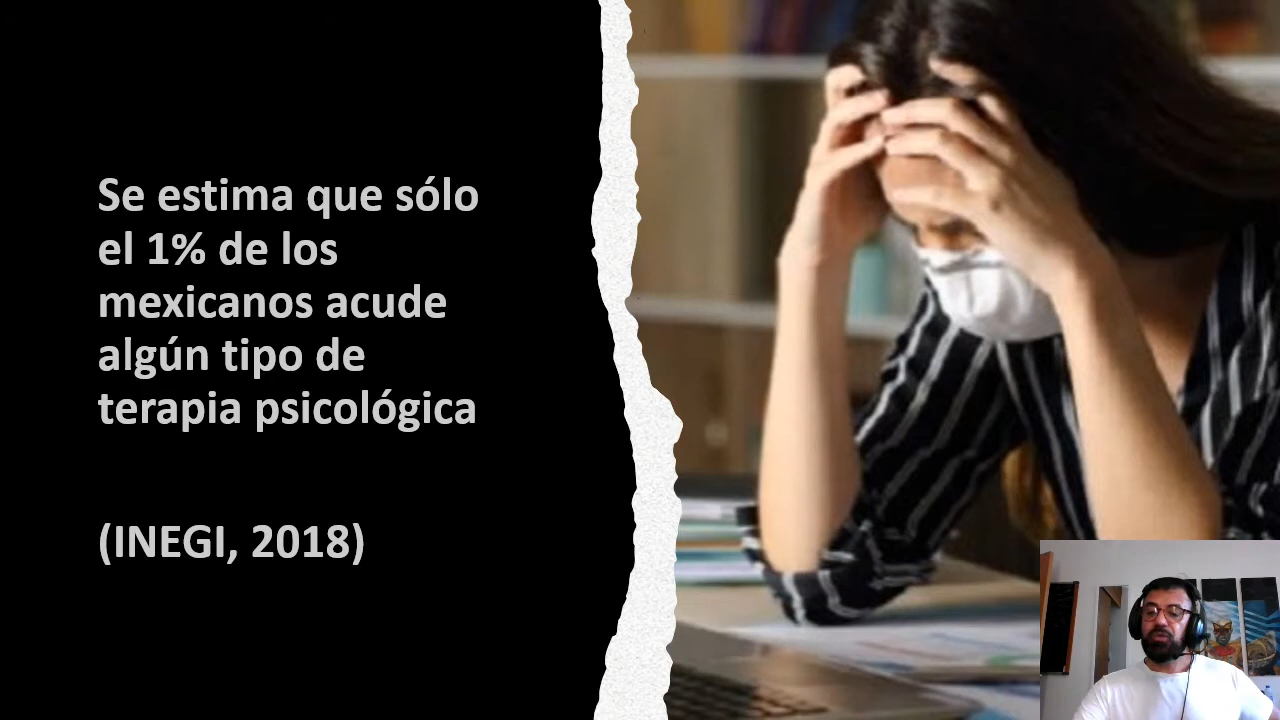 Se estima que sólo
el 1% de los
mexicanos acude
algún tipo de
terapia psicológica
(INEGI, 2018)